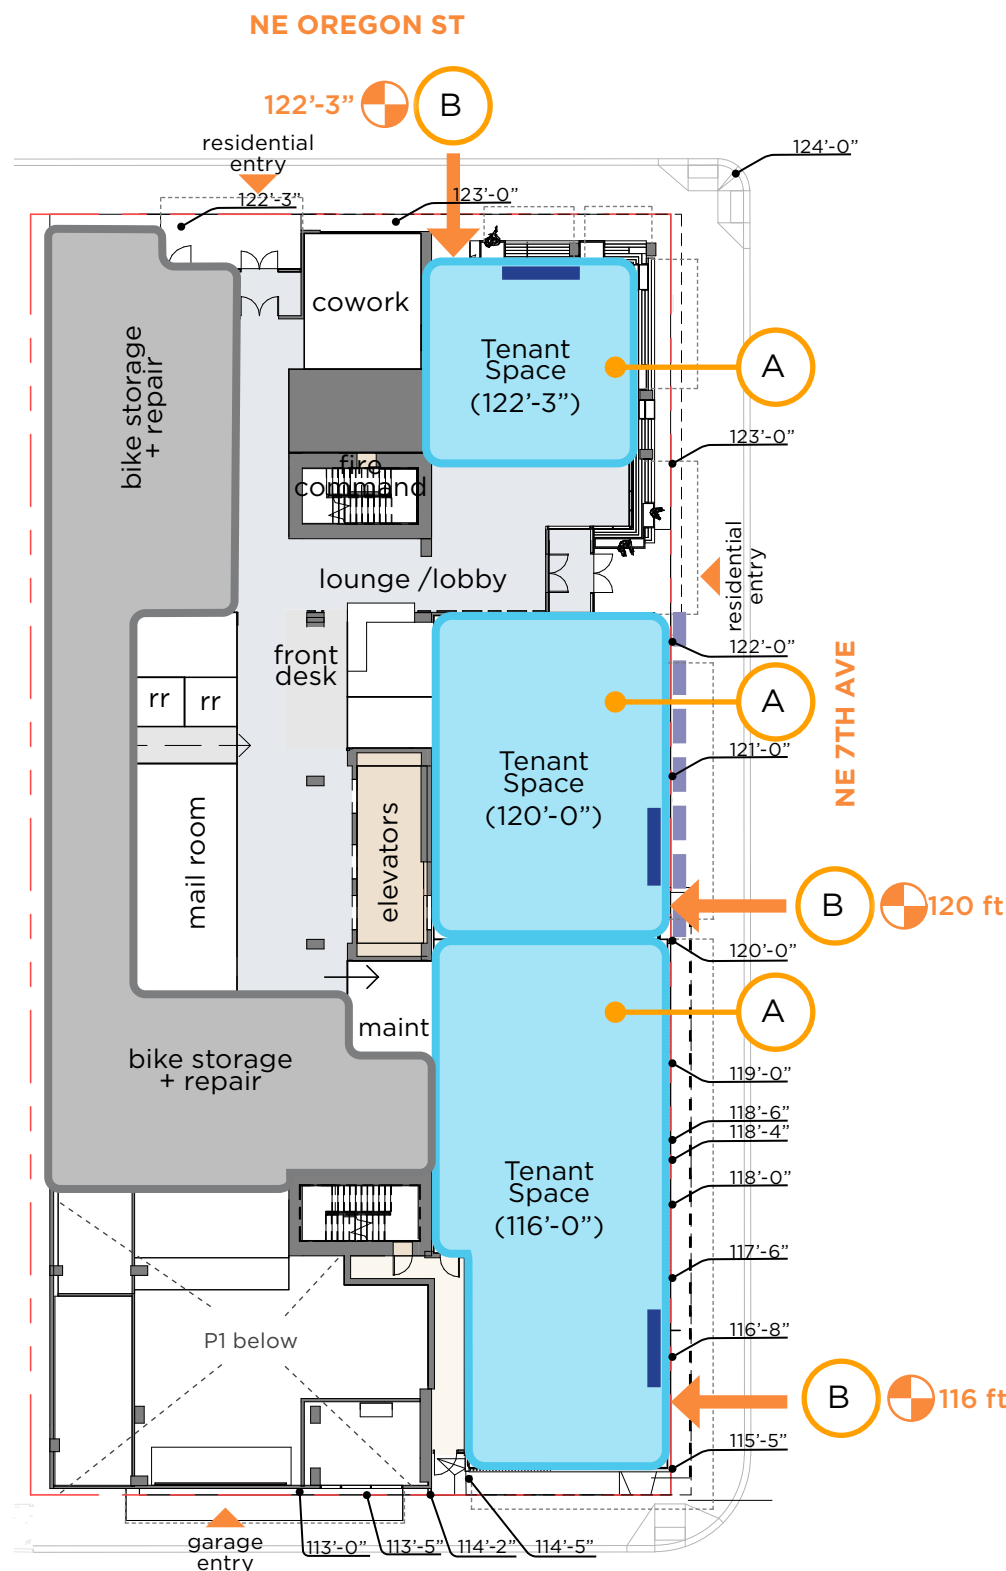 NE OREGON ST
122’-3”
B
residential
entry
124’-0”
122’-3”
123’-0”
cowork
bike storage
+ repair
Tenant
Space
(122’-3”)
A
123’-0”
fire
command
residential
entry
lounge /lobby
122’-0”
front
desk
NE 7TH AVE
rr
rr
A
121’-0”
Tenant
Space
(120’-0”)
mail room
elevators
B
120 ft
120’-0”
A
maint
bike storage
+ repair
119’-0”
118’-6”
118’-4”
Tenant
Space
(116’-0”)
118’-0”
117’-6”
P1 below
116’-8”
B
116 ft
115’-5”
garage
entry
113’-0”
113’-5”
114’-2”
114’-5”